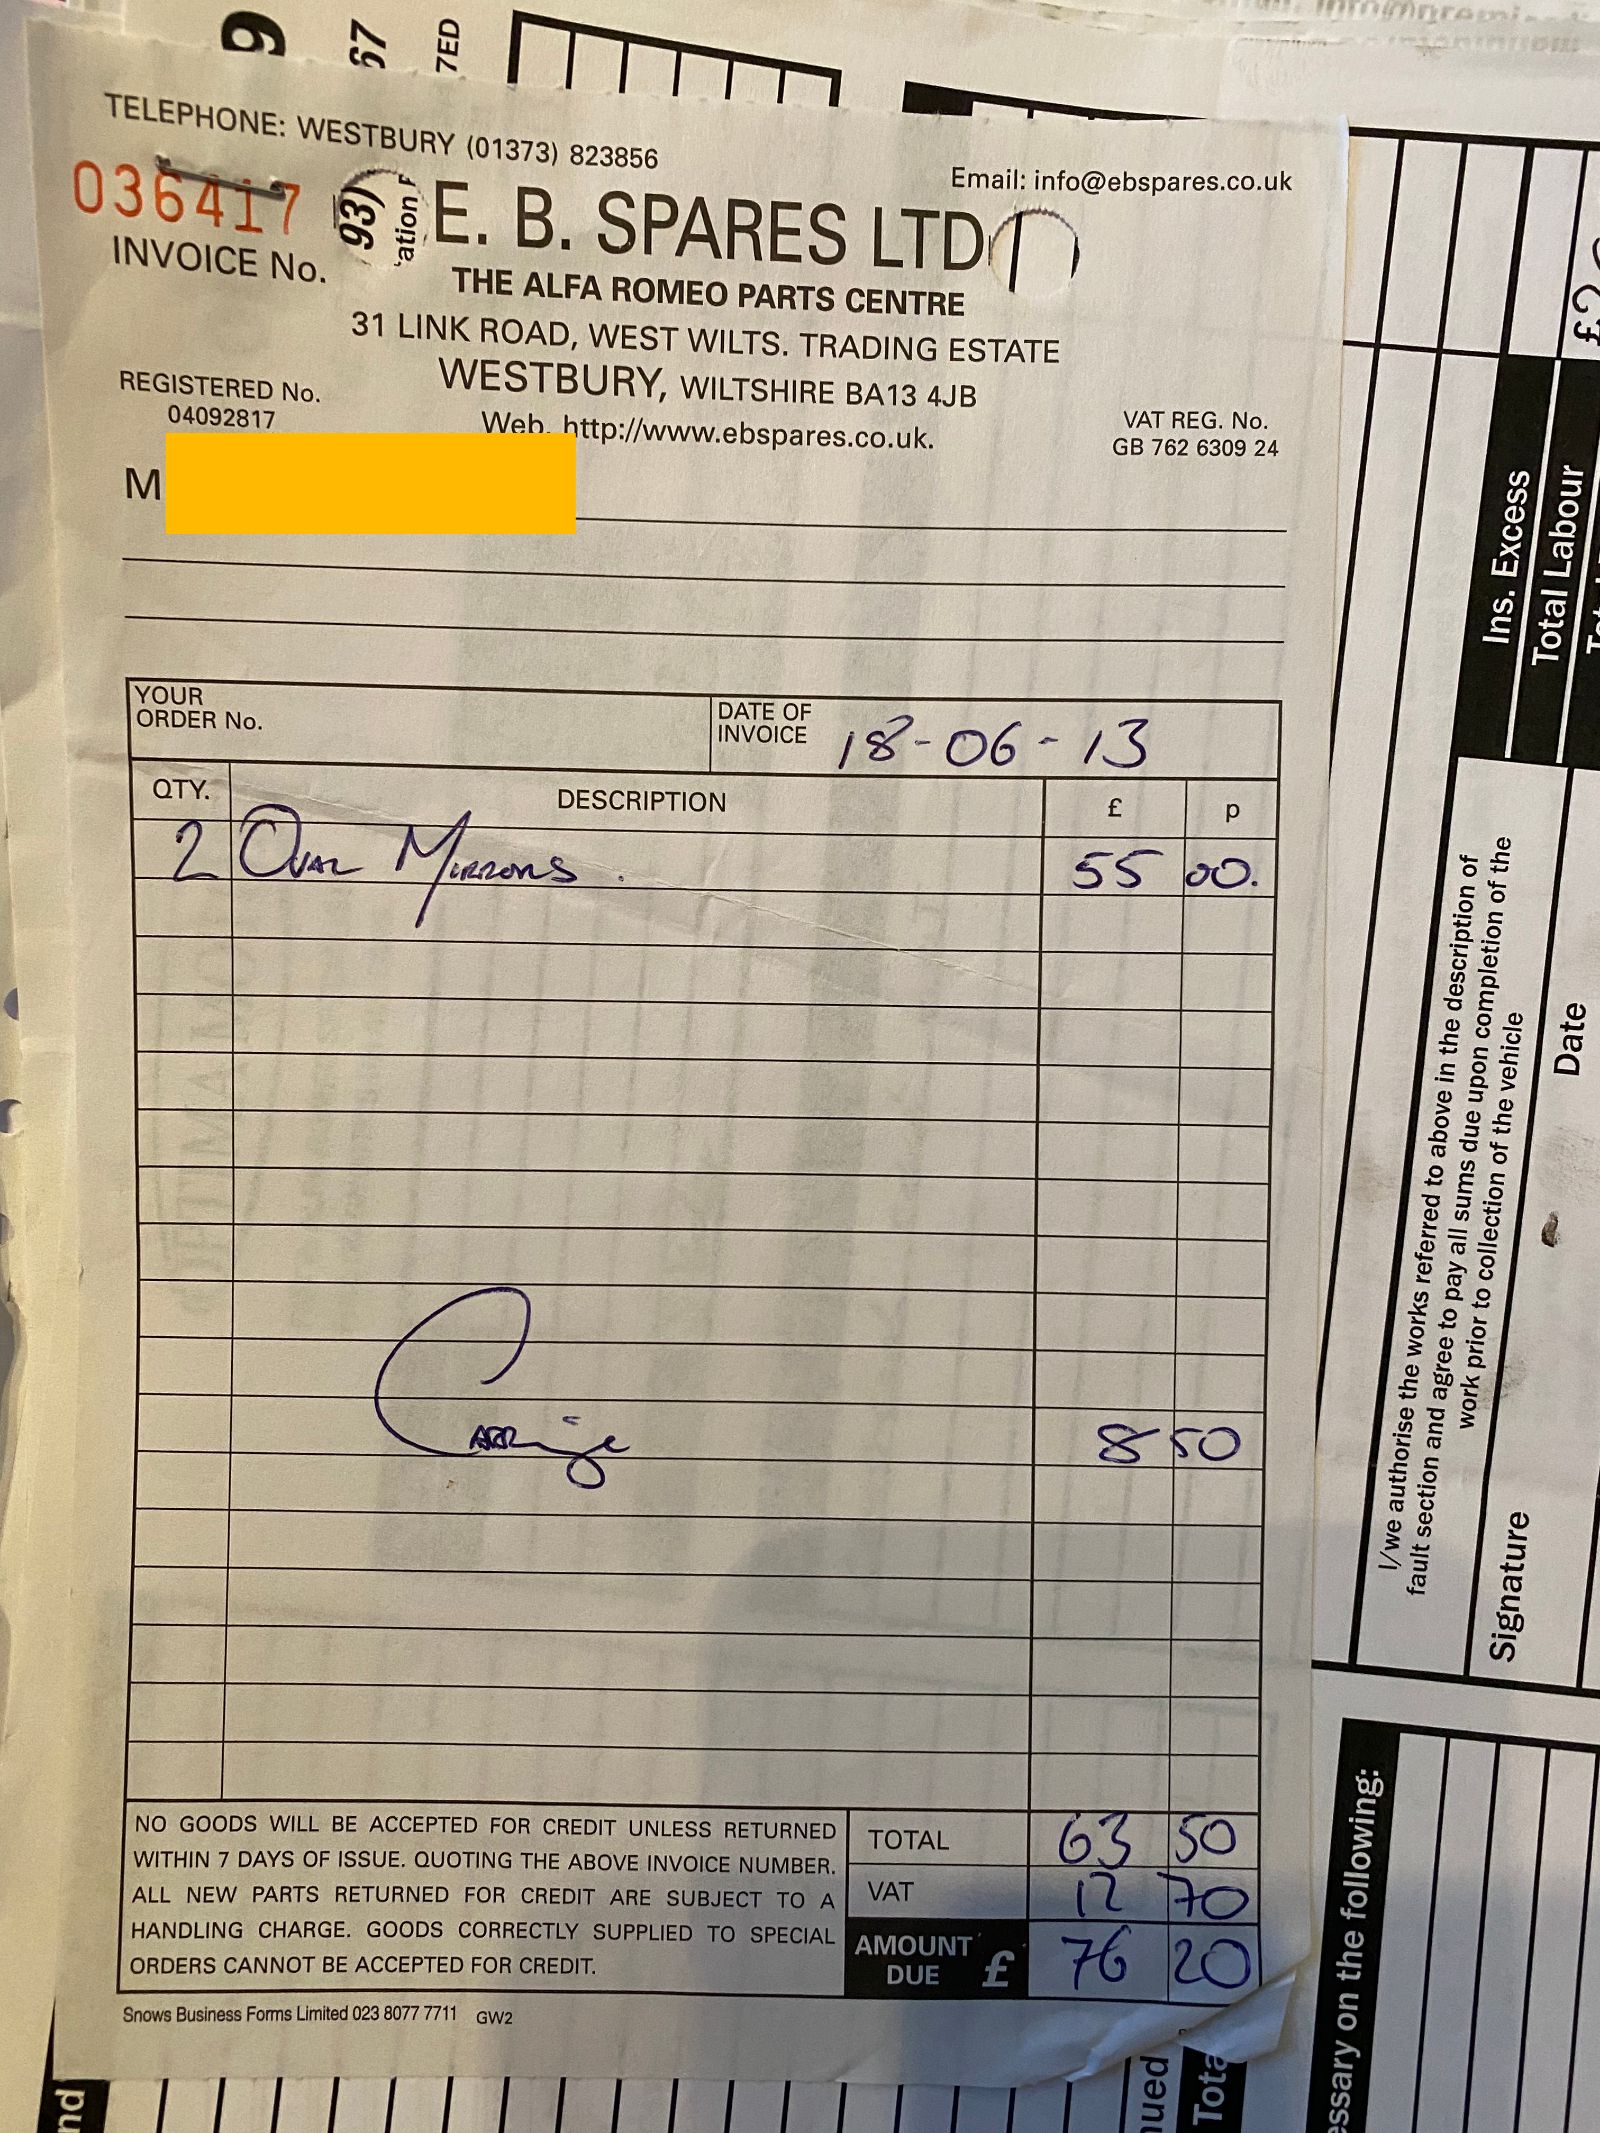 9
67
7ED
TELEPHONE: WESTBURY (01373) 823856
Email: info@ebspares.co.uk
036417
INVOICE No.
93)
ation
E. B. SPARES LTD
THE ALFA ROMEO PARTS CENTRE
31 LINK ROAD, WEST WILTS. TRADING ESTATE
WESTBURY, WILTSHIRE BA13 4JB
Web. http://www.ebspares.co.uk.
REGISTERED No.
04092817
VAT REG. No.
GB 762 6309 24
M
YOUR
ORDER No.
DATE OF
INVOICE 18-06-13
QTY. DESCRIPTION £ p
2 Oval Mirrors. 55 00.
Carriage 8 50
NO GOODS WILL BE ACCEPTED FOR CREDIT UNLESS RETURNED
WITHIN 7 DAYS OF ISSUE. QUOTING THE ABOVE INVOICE NUMBER.
ALL NEW PARTS RETURNED FOR CREDIT ARE SUBJECT TO A
HANDLING CHARGE. GOODS CORRECTLY SUPPLIED TO SPECIAL
ORDERS CANNOT BE ACCEPTED FOR CREDIT.
TOTAL 63 50
VAT 12 70
AMOUNT
DUE £ 76 20
Snows Business Forms Limited 023 8077 7711 GW2
Ins. Excess
Total Labour
I/we authorise the works referred to above in the description of
fault section and agree to pay all sums due upon completion of the
work prior to collection of the vehicle
Signature Date
essary on the following:
nd
nued
Tota